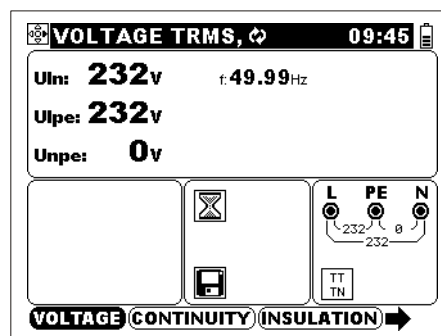 VOLTAGE TRMS, 09:45
Uln: 232V f:49.99Hz
Ulpe: 232V
Unpe: 0V
L PE N
232 0
232
TT
TN
VOLTAGE CONTINUITY INSULATION